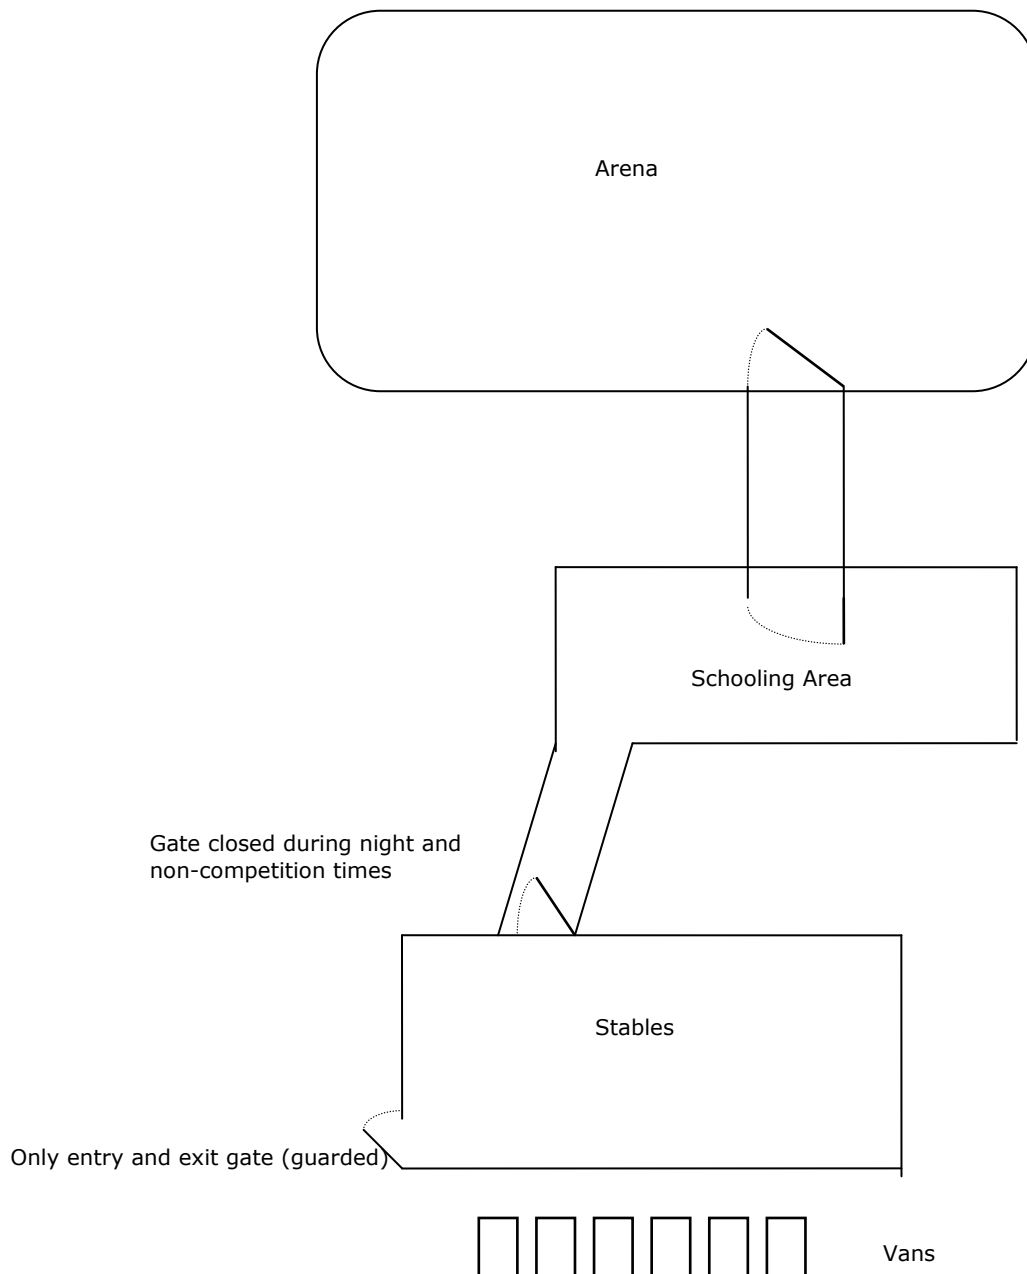 Arena
Schooling Area
Gate closed during night and
non-competition times
Stables
Only entry and exit gate (guarded)
Vans